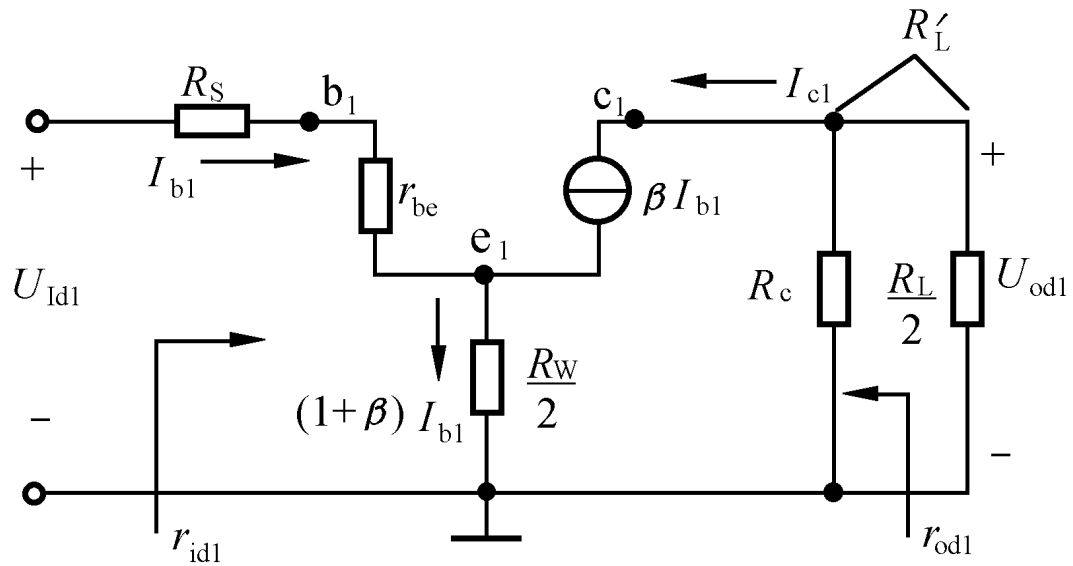 R′L
RS
b1
c1
Ic1
+
Ib1
rbe
βIb1
+
e1
UId1
Rc
RL/2
Uod1
RW/2
(1+β) Ib1
−
−
rid1
rod1